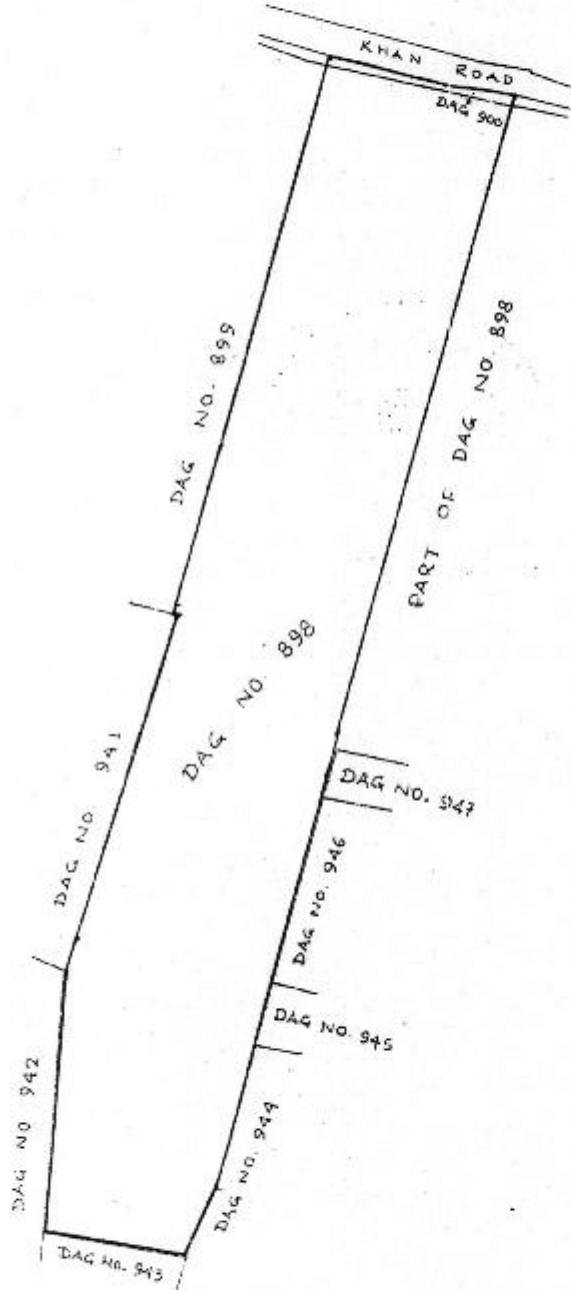 KHAN ROAD
DAG 900
DAG NO. 899
PART OF DAG NO. 898
DAG NO. 898
DAG NO. 941
DAG NO. 947
DAG NO. 946
DAG NO. 945
DAG NO 942
DAG NO. 944
DAG NO. 943